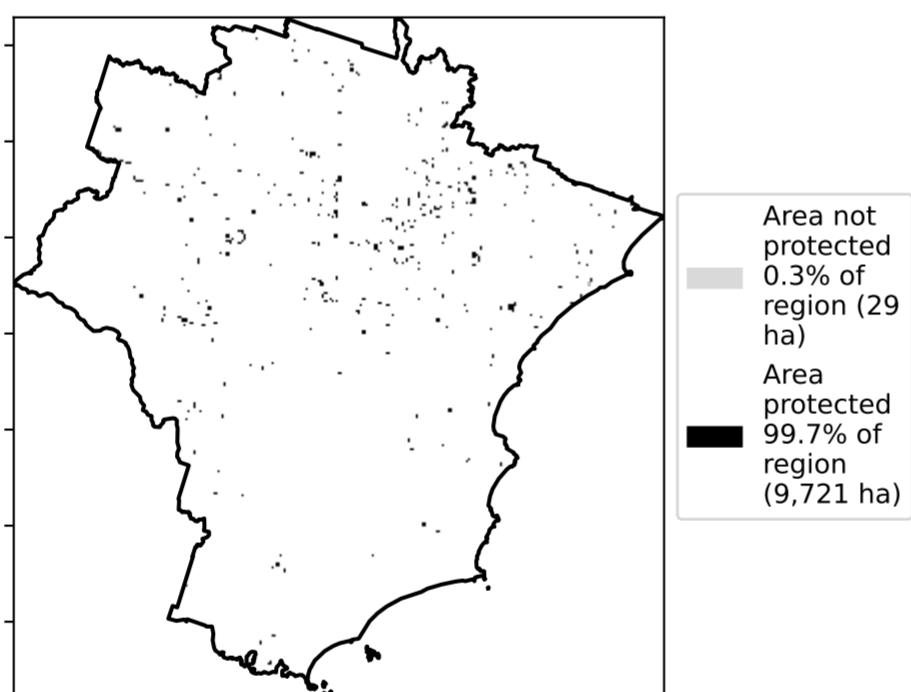 Area not
protected
0.3% of
region (29
ha)
Area
protected
99.7% of
region
(9,721 ha)